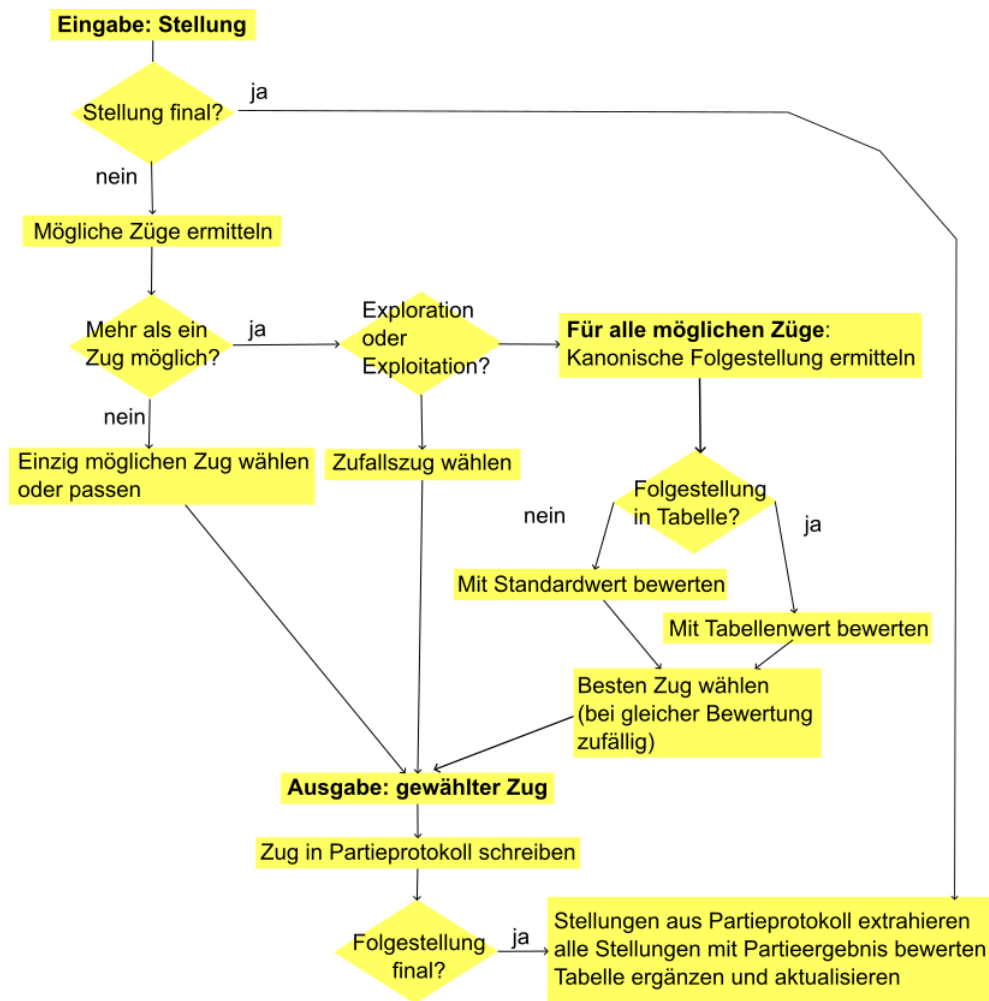 Eingabe: Stellung
Stellung final?
ja
nein
Mögliche Züge ermitteln
Mehr als ein
Zug möglich?
ja
nein
Exploration
oder
Exploitation?
Für alle möglichen Züge:
Kanonische Folgestellung ermitteln
Einzig möglichen Zug wählen
oder passen
Zufallszug wählen
Folgestellung
in Tabelle?
nein
ja
Mit Standardwert bewerten
Mit Tabellenwert bewerten
Besten Zug wählen
(bei gleicher Bewertung
zufällig)
Ausgabe: gewählter Zug
Zug in Partieprotokoll schreiben
Folgestellung
final?
ja
Stellungen aus Partieprotokoll extrahieren
alle Stellungen mit Partieergebnis bewerten
Tabelle ergänzen und aktualisieren